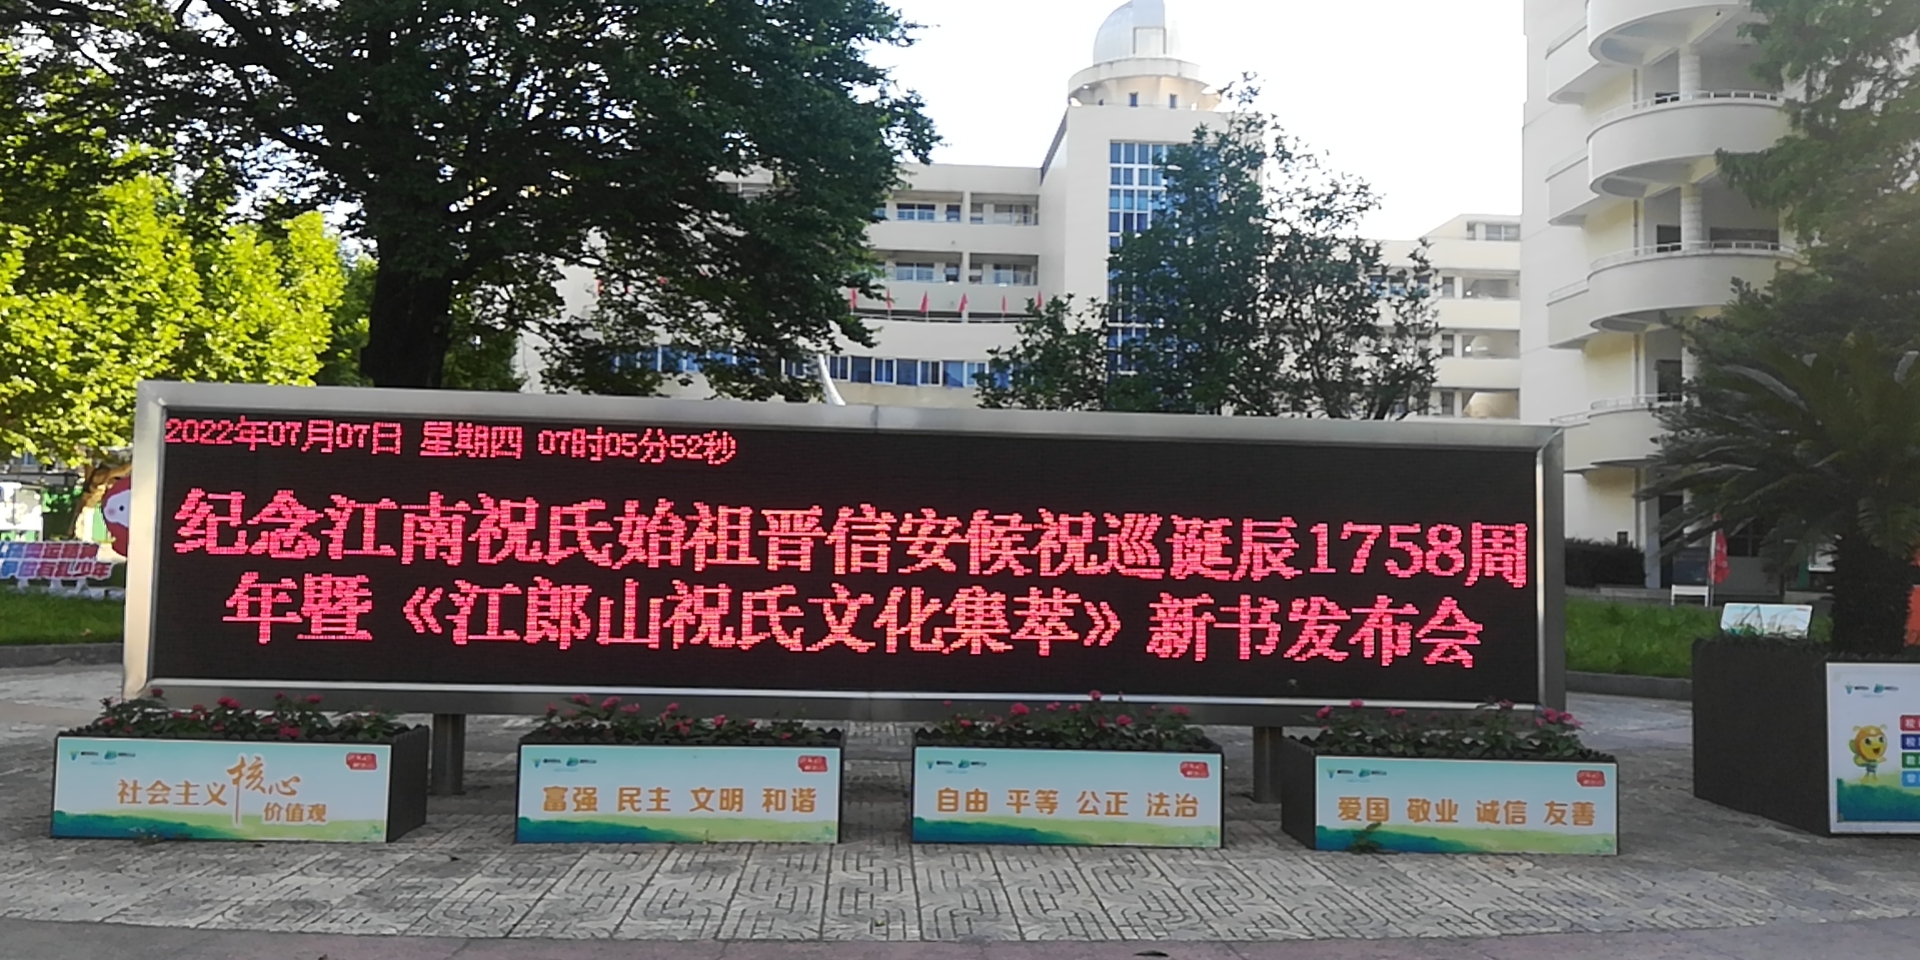 2022年07月07日 星期四 07时05分52秒
纪念江南祝氏始祖晋信安候祝巡诞辰1758周
年暨《江郎山祝氏文化集萃》新书发布会
社会主义核心
价值观
富强 民主 文明 和谐
自由 平等 公正 法治
爱国 敬业 诚信 友善